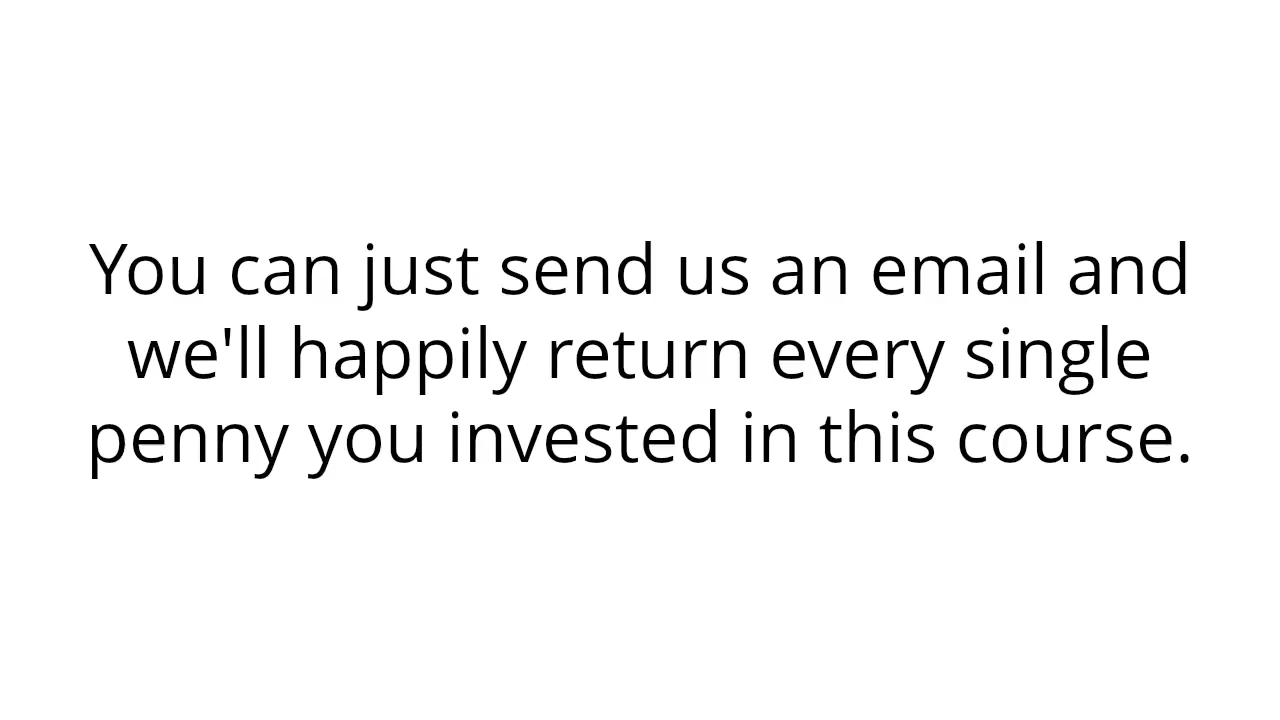 You can just send us an email and
we'll happily return every single
penny you invested in this course.